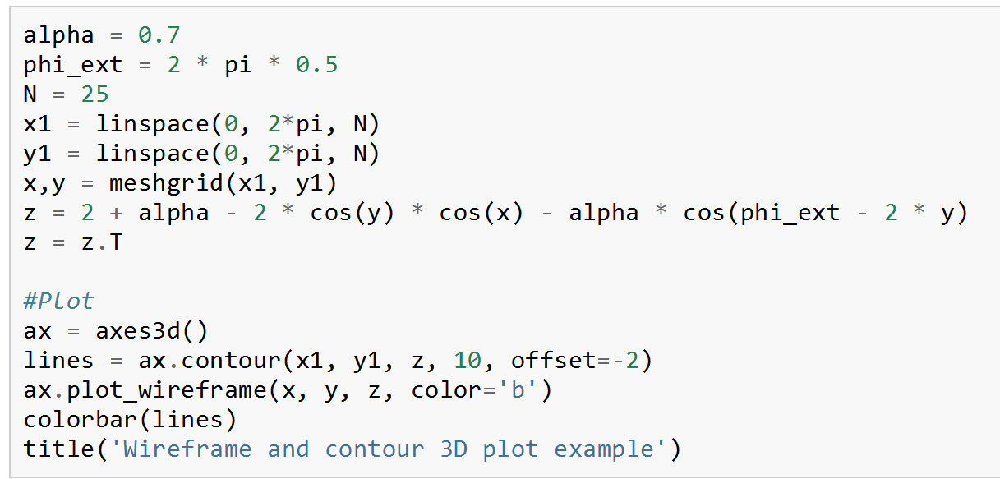 alpha = 0.7
phi_ext = 2 * pi * 0.5
N = 25
x1 = linspace(0, 2*pi, N)
y1 = linspace(0, 2*pi, N)
x,y = meshgrid(x1, y1)
z = 2 + alpha - 2 * cos(y) * cos(x) - alpha * cos(phi_ext - 2 * y)
z = z.T
#Plot
ax = axes3d()
lines = ax.contour(x1, y1, z, 10, offset=-2)
ax.plot_wireframe(x, y, z, color='b')
colorbar(lines)
title('Wireframe and contour 3D plot example')